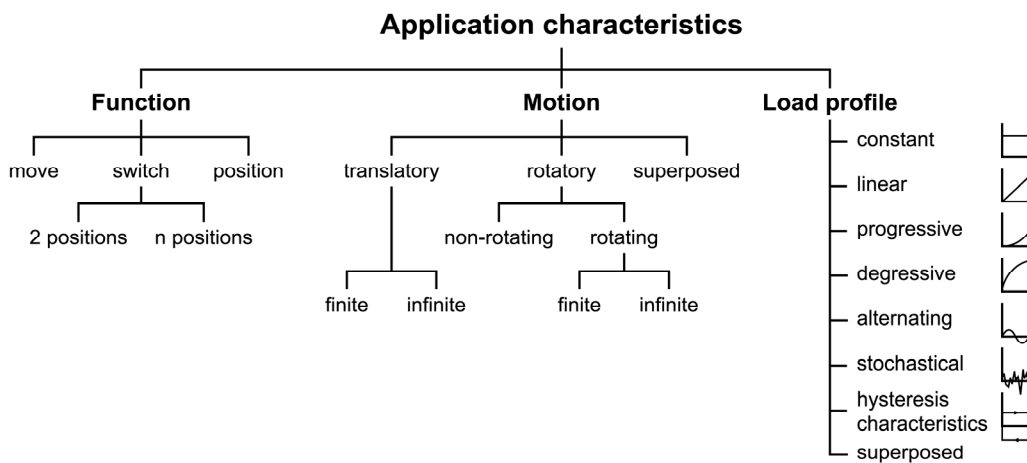 Application characteristics
Function
Motion
Load profile
move
switch
position
2 positions
n positions
translatory
rotatory
superposed
non-rotating
rotating
finite
infinite
finite
infinite
constant
linear
progressive
degressive
alternating
stochastical
hysteresis
characteristics
superposed